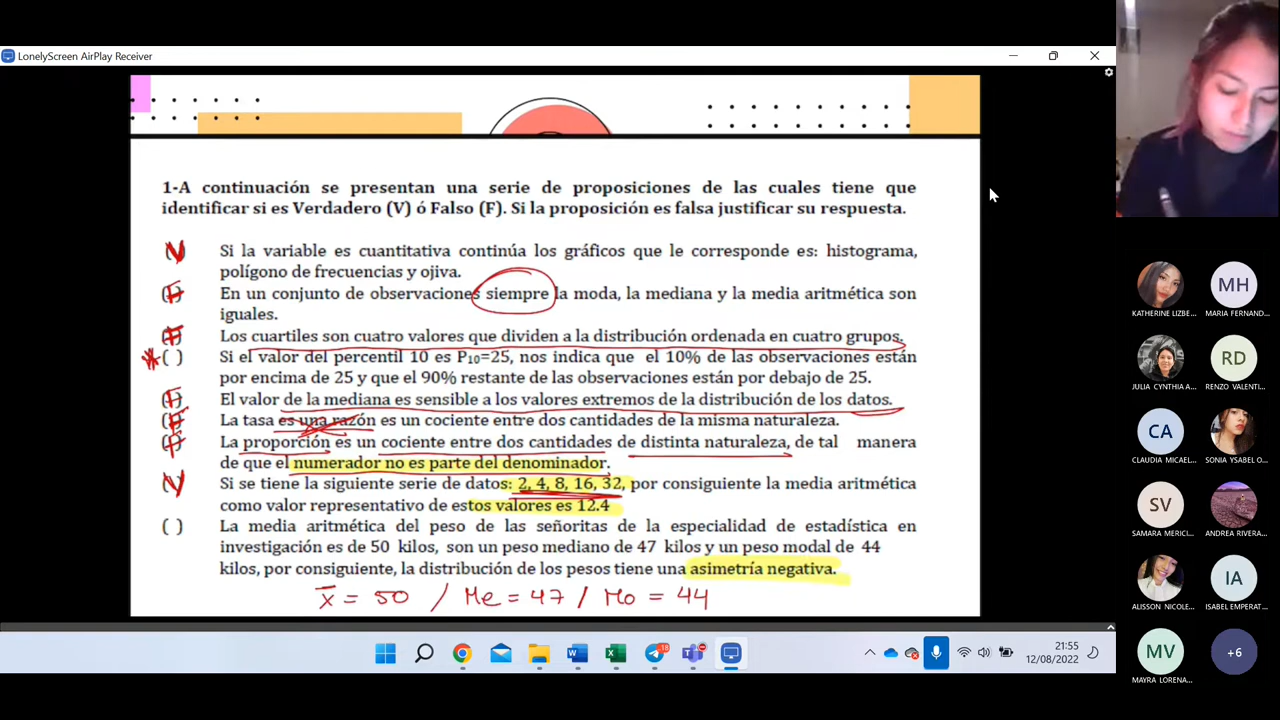 LonelyScreen AirPlay Receiver
1-A continuación se presentan una serie de proposiciones de las cuales tiene que
identificar si es Verdadero (V) ó Falso (F). Si la proposición es falsa justificar su respuesta.
(V) Si la variable es cuantitativa continúa los gráficos que le corresponde es: histograma,
polígono de frecuencias y ojiva.
(F) En un conjunto de observaciones siempre la moda, la mediana y la media aritmética son
iguales.
(F) Los cuartiles son cuatro valores que dividen a la distribución ordenada en cuatro grupos.
* ( ) Si el valor del percentil 10 es P10=25, nos indica que el 10% de las observaciones están
por encima de 25 y que el 90% restante de las observaciones están por debajo de 25.
(F) El valor de la mediana es sensible a los valores extremos de la distribución de los datos.
(F) La tasa es una razón es un cociente entre dos cantidades de la misma naturaleza.
(F) La proporción es un cociente entre dos cantidades de distinta naturaleza, de tal manera
de que el numerador no es parte del denominador.
(V) Si se tiene la siguiente serie de datos: 2, 4, 8, 16, 32, por consiguiente la media aritmética
como valor representativo de estos valores es 12.4
( ) La media aritmética del peso de las señoritas de la especialidad de estadística en
investigación es de 50 kilos, son un peso mediano de 47 kilos y un peso modal de 44
kilos, por consiguiente, la distribución de los pesos tiene una asimetría negativa.
x̅ = 50 / Me = 47 / Mo = 44
KATHERINE LIZBE...
MH
MARIA FERNAND...
JULIA CYNTHIA A...
RD
RENZO VALENTI...
CA
CLAUDIA MICAEL...
SONIA YSABEL O...
SV
SAMARA MERICI...
ANDREA RIVERA...
ALISSON NICOLE...
IA
ISABEL EMPERAT...
MV
MAYRA LORENA...
+6
18
21:55
12/08/2022